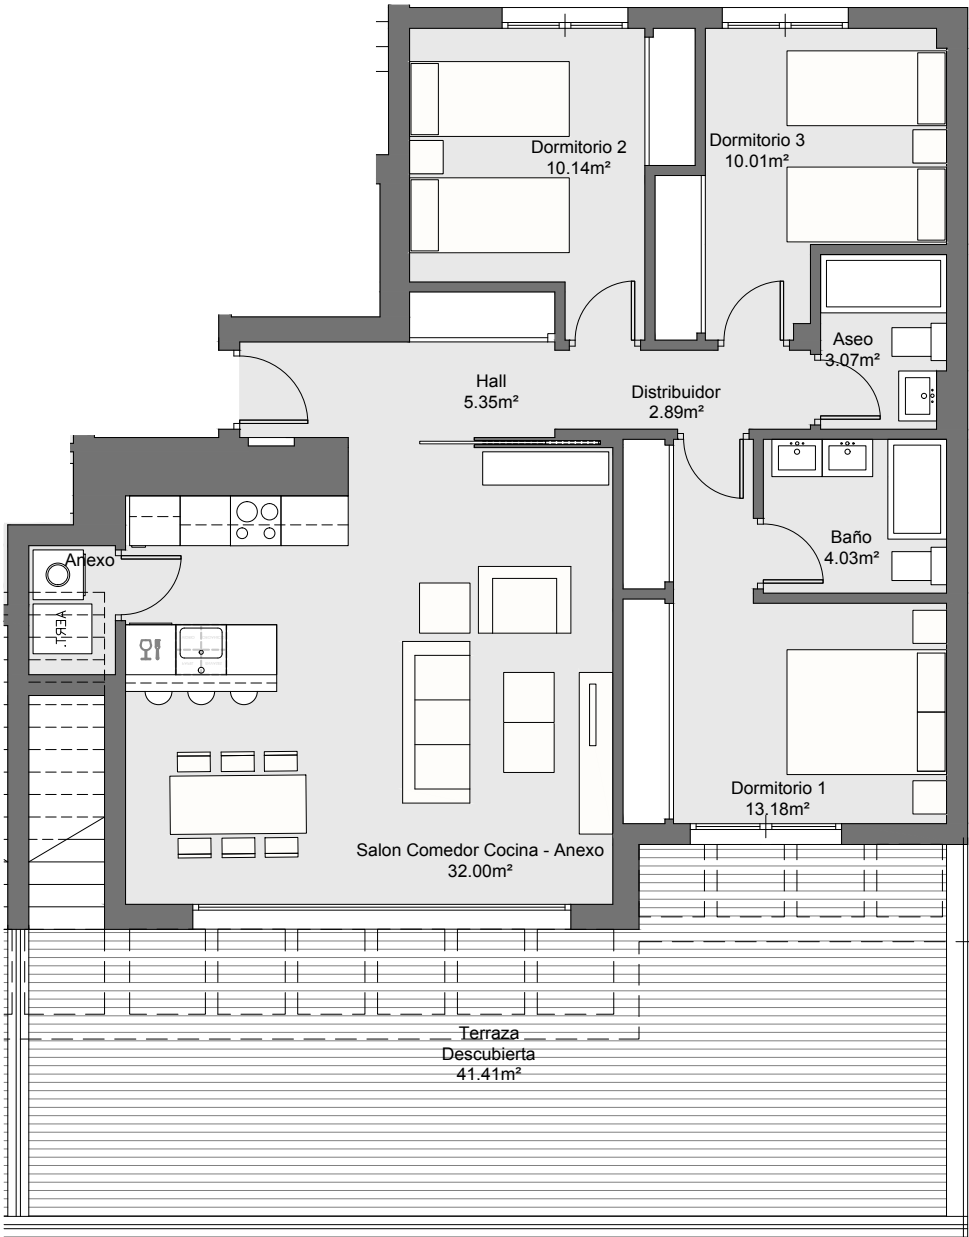 Dormitorio 2
10.14m²
Dormitorio 3
10.01m²
Aseo
3.07m²
Hall
5.35m²
Distribuidor
2.89m²
Baño
4.03m²
Anexo
AERT.
Dormitorio 1
13.18m²
Salon Comedor Cocina - Anexo
32.00m²
Terraza
Descubierta
41.41m²